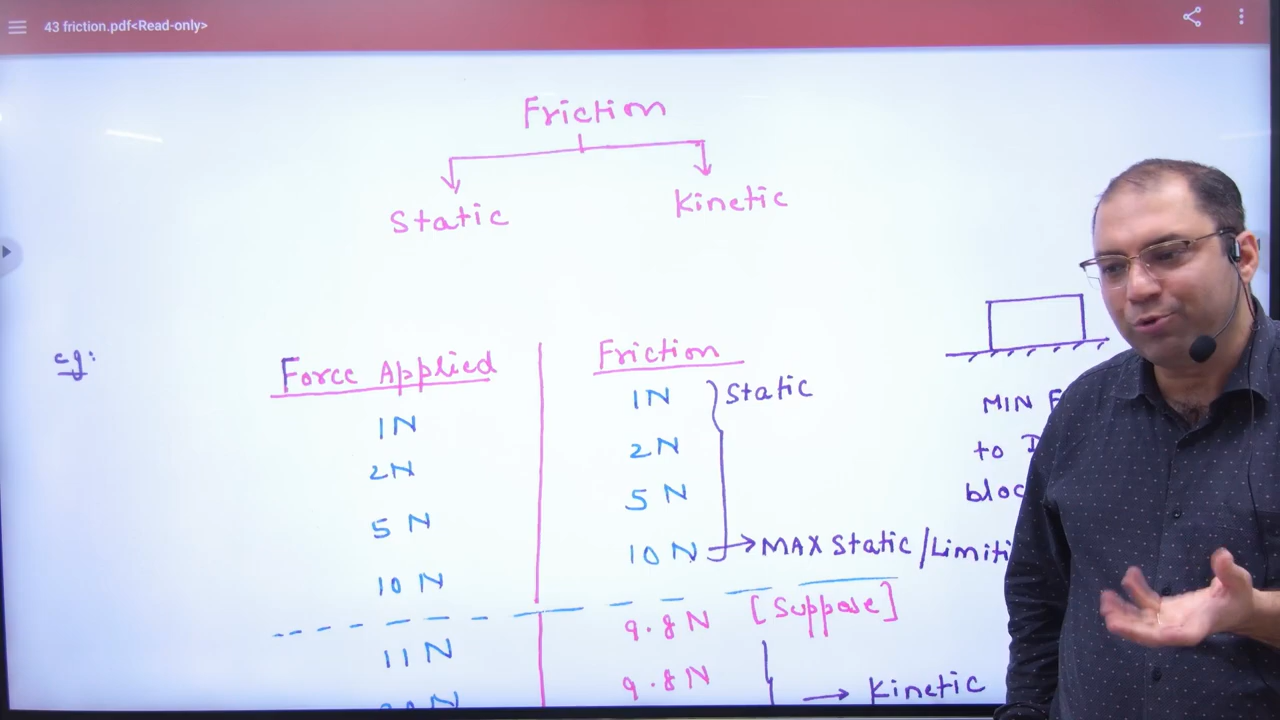 43 friction.pdf<Read-only>
Friction
Static
Kinetic
eg:
Force Applied
Friction
1N
1N
Static
2N
2N
5 N
5 N
10 N
10 N
MAX Static /
MIN
to
[Suppose]
9.8 N
11 N
9.8 N
Kinetic